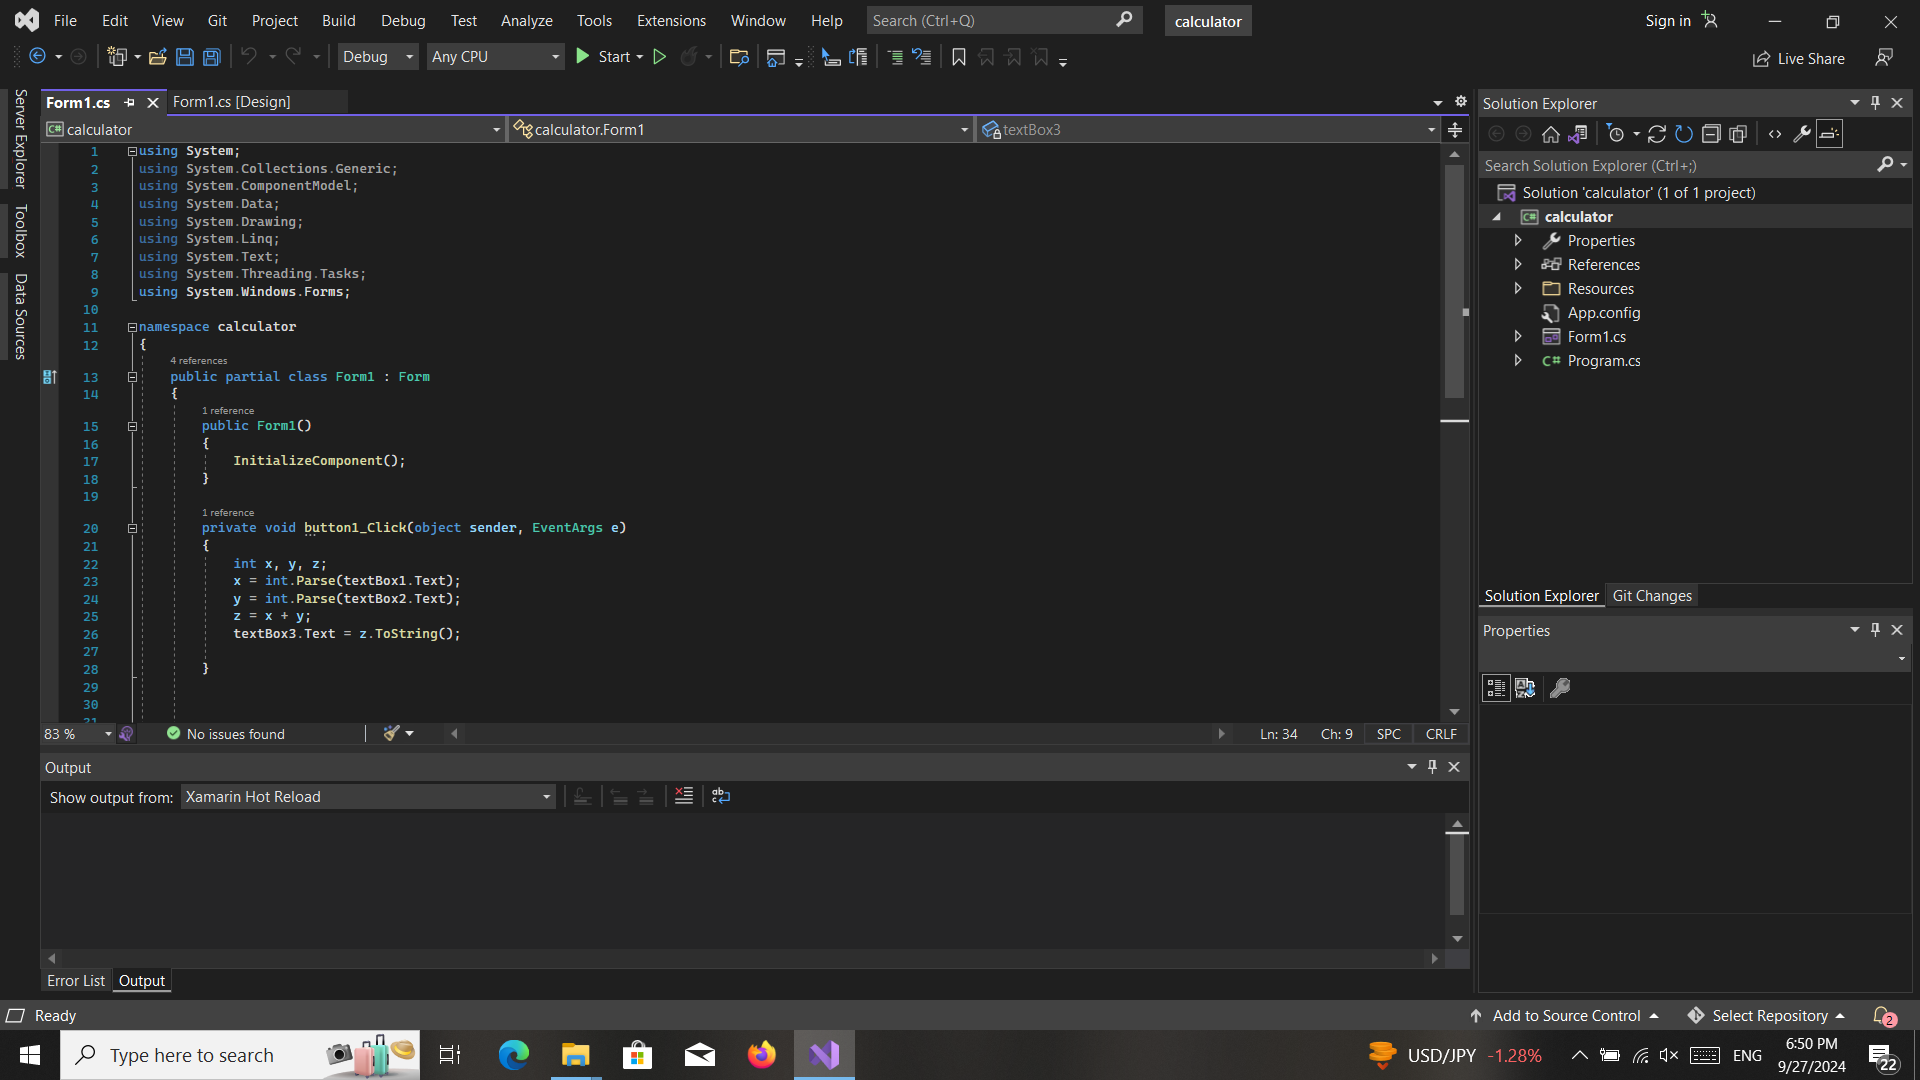 File Edit View Git Project Build Debug Test Analyze Tools Extensions Window Help Search (Ctrl+Q) calculator Sign in
Debug Any CPU Start Live Share
Server Explorer
Toolbox
Data Sources
Form1.cs Form1.cs [Design]
calculator calculator.Form1 textBox3
1 using System;
2 using System.Collections.Generic;
3 using System.ComponentModel;
4 using System.Data;
5 using System.Drawing;
6 using System.Linq;
7 using System.Text;
8 using System.Threading.Tasks;
9 using System.Windows.Forms;
10
11 namespace calculator
12 {
4 references
13 public partial class Form1 : Form
14 {
1 reference
15 public Form1()
16 {
17 InitializeComponent();
18 }
19
1 reference
20 private void button1_Click(object sender, EventArgs e)
21 {
22 int x, y, z;
23 x = int.Parse(textBox1.Text);
24 y = int.Parse(textBox2.Text);
25 z = x + y;
26 textBox3.Text = z.ToString();
27
28 }
29
30
31
83 % No issues found Ln: 34 Ch: 9 SPC CRLF
Output
Show output from: Xamarin Hot Reload
Error List Output
Solution Explorer
Search Solution Explorer (Ctrl+;)
Solution 'calculator' (1 of 1 project)
C# calculator
Properties
References
Resources
App.config
Form1.cs
C# Program.cs
Solution Explorer Git Changes
Properties
Ready Add to Source Control Select Repository 2
Type here to search USD/JPY -1.28% ENG 6:50 PM
9/27/2024 22